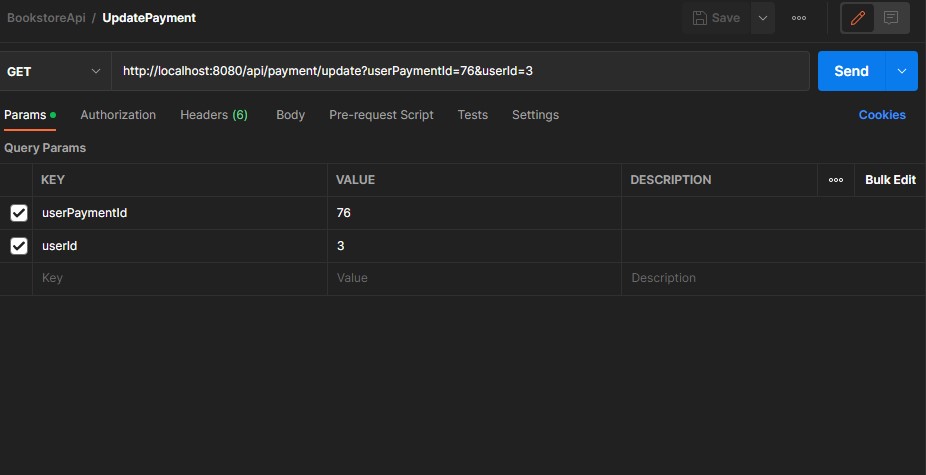 BookstoreApi / UpdatePayment Save ooo
GET http://localhost:8080/api/payment/update?userPaymentId=76&userId=3 Send
Params Authorization Headers (6) Body Pre-request Script Tests Settings Cookies
Query Params
KEY VALUE DESCRIPTION ooo Bulk Edit
userPaymentId 76
userId 3
Key Value Description